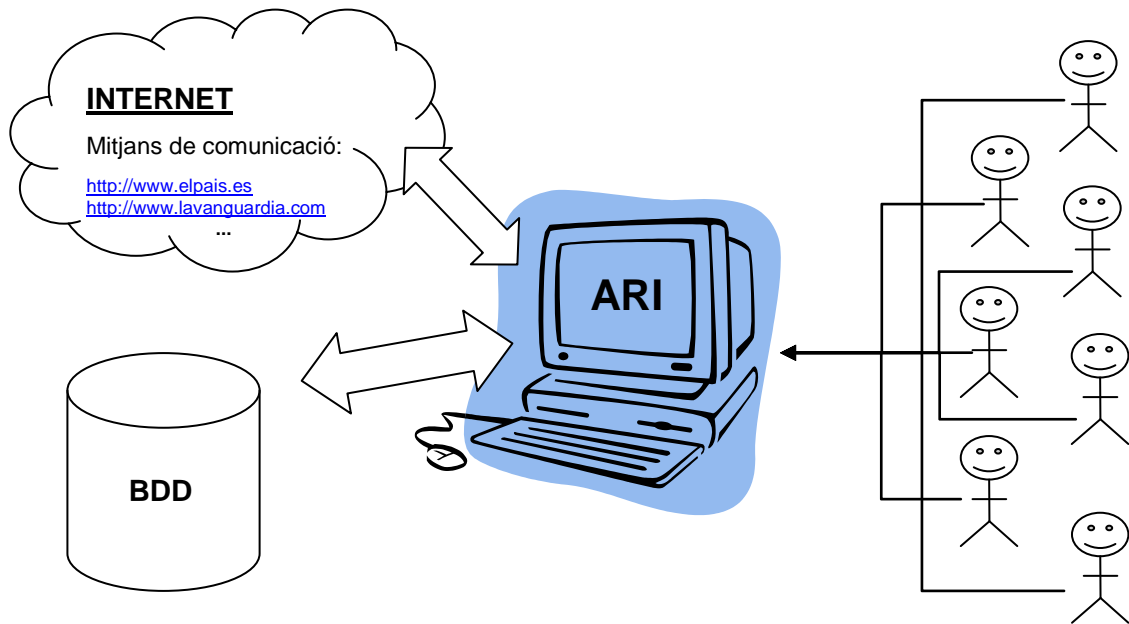 INTERNET
Mitjans de comunicació:
http://www.elpais.es
http://www.lavanguardia.com
...
ARI
BDD